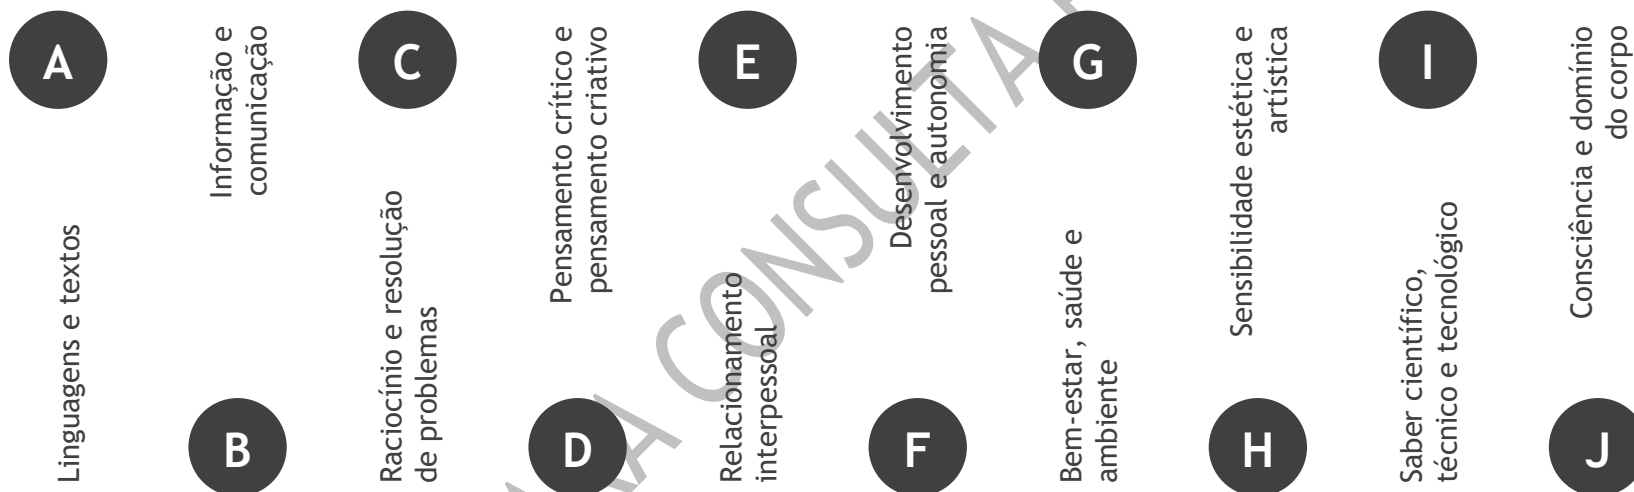 A
Linguagens e textos
Informação e
comunicação
B
C
Raciocínio e resolução
de problemas
Pensamento crítico e
pensamento criativo
D
E
Relacionamento
interpessoal
Desenvolvimento
pessoal e autonomia
F
G
Bem-estar, saúde e
ambiente
Sensibilidade estética e
artística
H
I
Saber científico,
técnico e tecnológico
Consciência e domínio
do corpo
J
CONSULTA